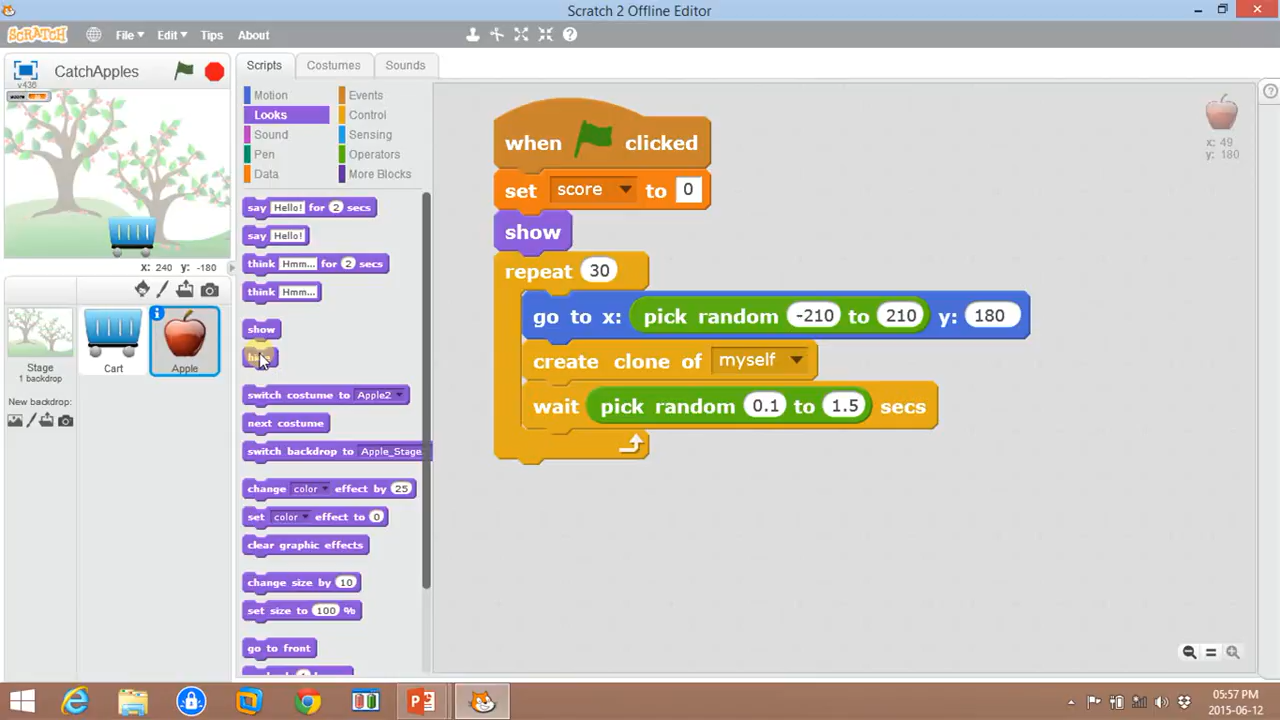 Scratch 2 Offline Editor
SCRATCH File Edit Tips About
v436 CatchApples
Scripts Costumes Sounds
Motion Events
Looks Control
Sound Sensing
Pen Operators
Data More Blocks
say Hello! for 2 secs
say Hello!
think Hmm... for 2 secs
think Hmm...
show
switch costume to Apple2
next costume
switch backdrop to Apple_Stage
change color effect by 25
set color effect to 0
clear graphic effects
change size by 10
set size to 100 %
go to front
x: 240 y: -180
Stage
1 backdrop
Cart
Apple
New backdrop:
when clicked
set score to 0
show
repeat 30
go to x: pick random -210 to 210 y: 180
create clone of myself
wait pick random 0.1 to 1.5 secs
x: 49
y: 180
05:57 PM
2015-06-12